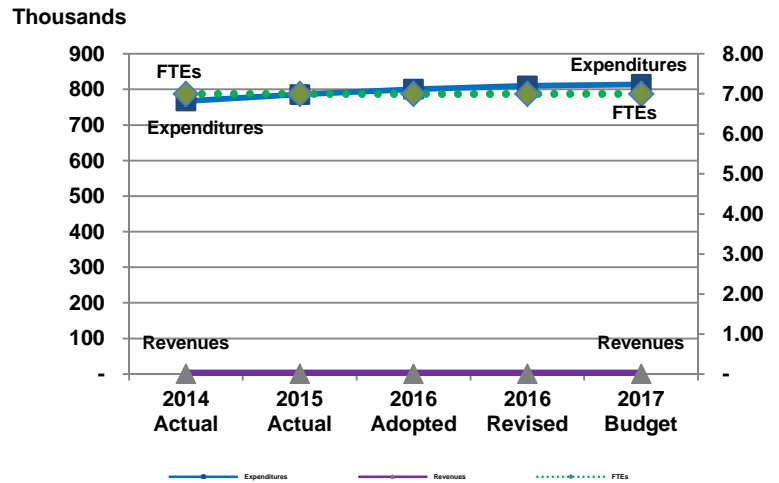 Thousands
900
800
700
600
500
400
300
200
100
-
8.00
7.00
6.00
5.00
4.00
3.00
2.00
1.00
-
FTEs
Expenditures
Expenditures
FTEs
Revenues
Revenues
2014 Actual
2015 Actual
2016 Adopted
2016 Revised
2017 Budget
Expenditures
Revenues
FTEs